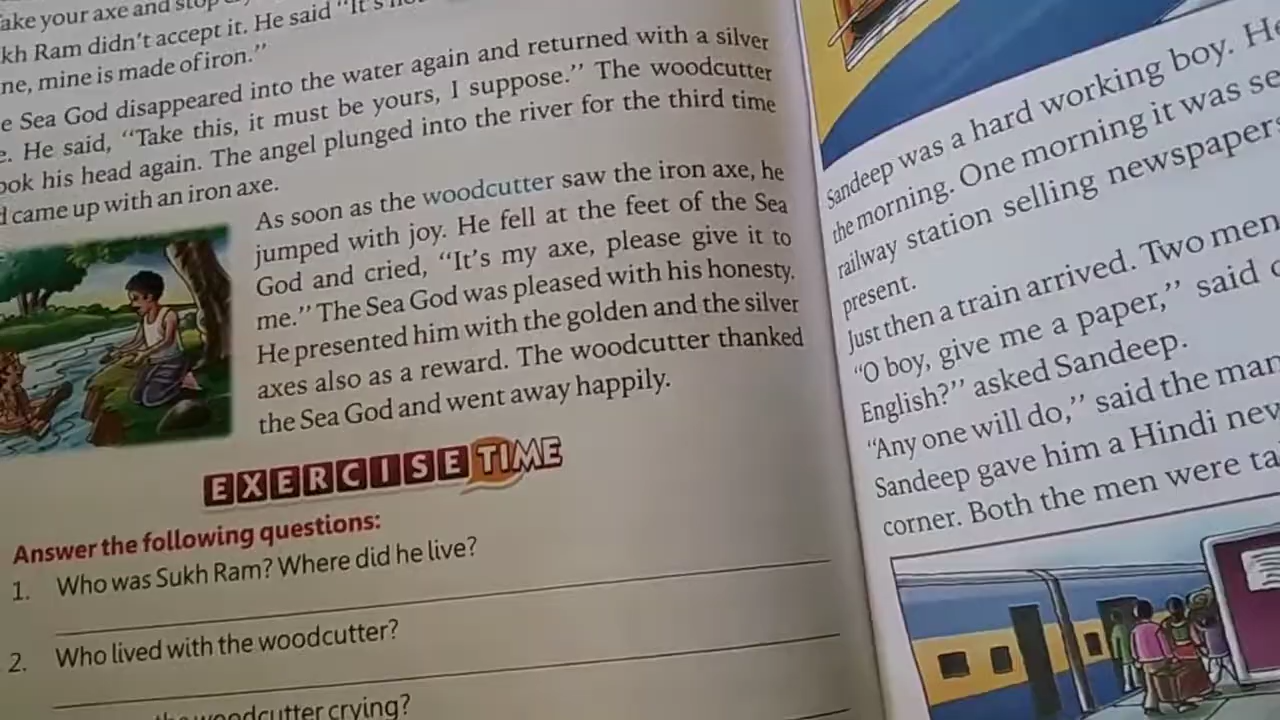 take your axe and stop
kh Ram didn't accept it. He said "It's
ne, mine is made of iron."
e Sea God disappeared into the water again and returned with a silver
e. He said, "Take this, it must be yours, I suppose." The woodcutter
ook his head again. The angel plunged into the river for the third time
d came up with an iron axe.
As soon as the woodcutter saw the iron axe, he
jumped with joy. He fell at the feet of the Sea
God and cried, "It's my axe, please give it to
me." The Sea God was pleased with his honesty.
He presented him with the golden and the silver
axes also as a reward. The woodcutter thanked
the Sea God and went away happily.
EXERCISE TIME
Answer the following questions:
1. Who was Sukh Ram? Where did he live?
2. Who lived with the woodcutter?
the woodcutter crying?
Sandeep was a hard working boy. He
the morning. One morning it was se
railway station selling newspapers
present.
Just then a train arrived. Two men
"O boy, give me a paper," said
English?" asked Sandeep.
"Any one will do," said the man
Sandeep gave him a Hindi new
corner. Both the men were ta